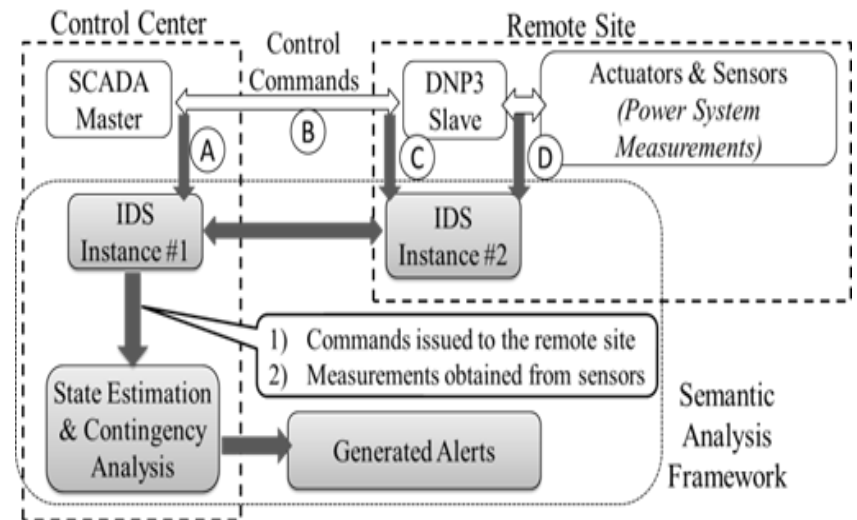 Control Center
Remote Site
Control
Commands
SCADA
Master
DNP3
Slave
Actuators & Sensors
(Power System
Measurements)
A
B
C
D
IDS
Instance #1
IDS
Instance #2
1) Commands issued to the remote site
2) Measurements obtained from sensors
State Estimation
& Contingency
Analysis
Generated Alerts
Semantic
Analysis
Framework